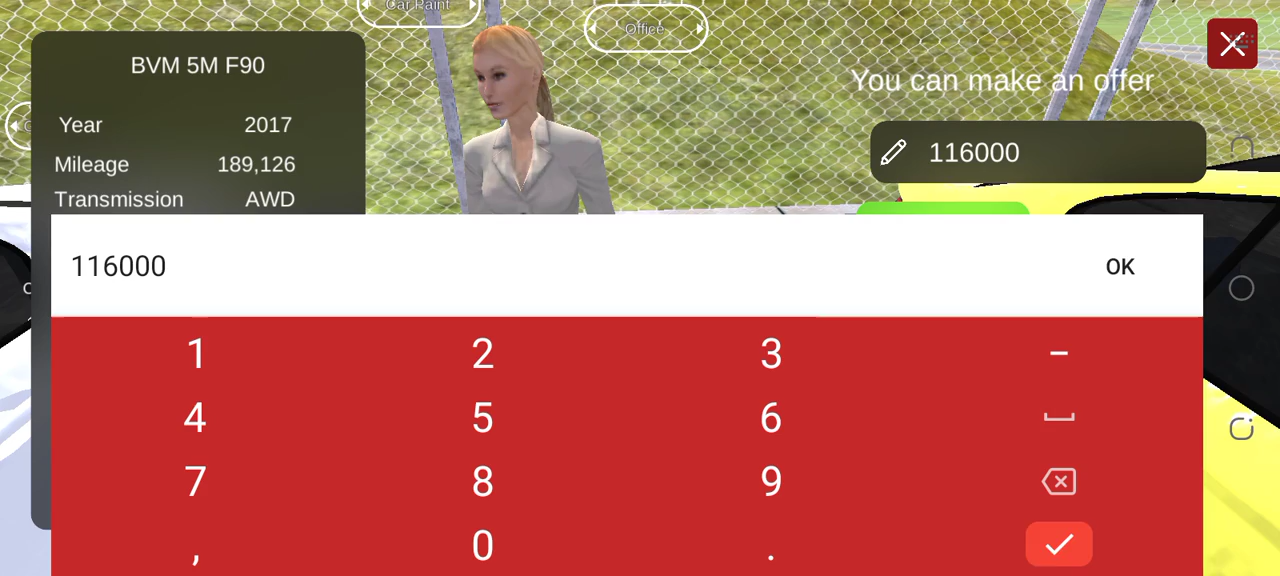 Car Paint
Office
BVM 5M F90
You can make an offer
Year 2017
116000
Mileage 189,126
Transmission AWD
116000 OK
1 2 3 -
4 5 6
7 8 9
, 0 .